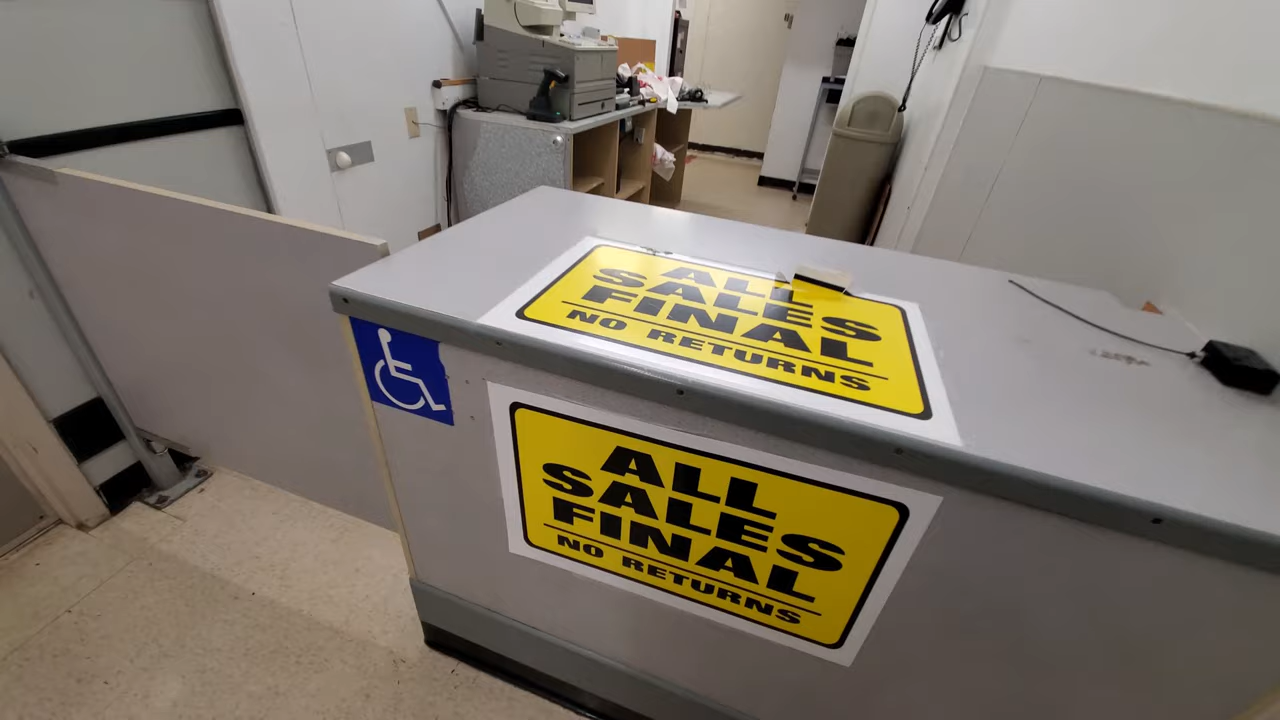 ALL
SALES
FINAL
NO RETURNS
ALL
SALES
FINAL
NO RETURNS